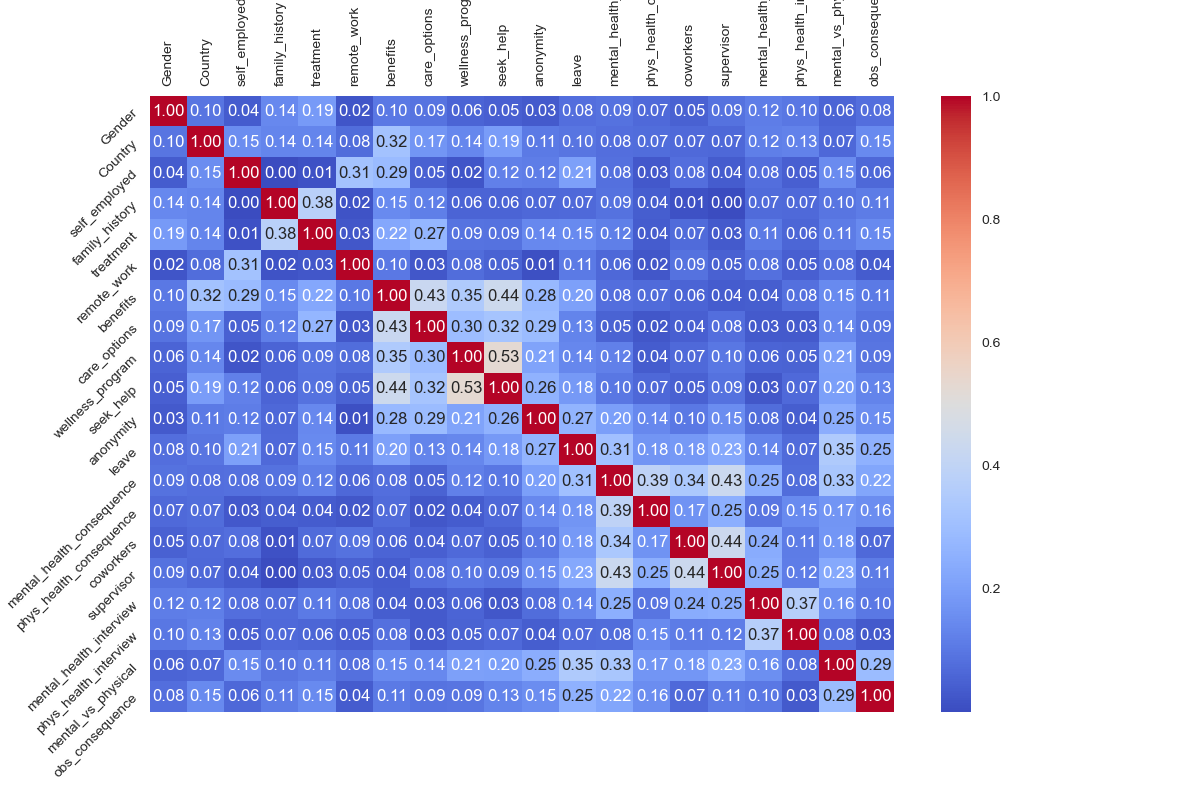 Gender
Country
self_employed
family_history
treatment
remote_work
benefits
care_options
wellness_prog
seek_help
anonymity
leave
mental_health_
phys_health_c
coworkers
supervisor
mental_health_
phys_health_in
mental_vs_phy
obs_conseque
Gender 1.00 0.10 0.04 0.14 0.19 0.02 0.10 0.09 0.06 0.05 0.03 0.08 0.09 0.07 0.05 0.09 0.12 0.10 0.06 0.08
Country 0.10 1.00 0.15 0.14 0.14 0.08 0.32 0.17 0.14 0.19 0.11 0.10 0.08 0.07 0.07 0.07 0.12 0.13 0.07 0.15
self_employed 0.04 0.15 1.00 0.00 0.01 0.31 0.29 0.05 0.02 0.12 0.12 0.21 0.08 0.03 0.08 0.04 0.08 0.05 0.15 0.06
family_history 0.14 0.14 0.00 1.00 0.38 0.02 0.15 0.12 0.06 0.06 0.07 0.07 0.09 0.04 0.01 0.00 0.07 0.07 0.10 0.11
treatment 0.19 0.14 0.01 0.38 1.00 0.03 0.22 0.27 0.09 0.09 0.14 0.15 0.12 0.04 0.07 0.03 0.11 0.06 0.11 0.15
remote_work 0.02 0.08 0.31 0.02 0.03 1.00 0.10 0.03 0.08 0.05 0.01 0.11 0.06 0.02 0.09 0.05 0.08 0.05 0.08 0.04
benefits 0.10 0.32 0.29 0.15 0.22 0.10 1.00 0.43 0.35 0.44 0.28 0.20 0.08 0.07 0.06 0.04 0.04 0.08 0.15 0.11
care_options 0.09 0.17 0.05 0.12 0.27 0.03 0.43 1.00 0.30 0.32 0.29 0.13 0.05 0.02 0.04 0.08 0.03 0.03 0.14 0.09
wellness_program 0.06 0.14 0.02 0.06 0.09 0.08 0.35 0.30 1.00 0.53 0.21 0.14 0.12 0.04 0.07 0.10 0.06 0.05 0.21 0.09
seek_help 0.05 0.19 0.12 0.06 0.09 0.05 0.44 0.32 0.53 1.00 0.26 0.18 0.10 0.07 0.05 0.09 0.03 0.07 0.20 0.13
anonymity 0.03 0.11 0.12 0.07 0.14 0.01 0.28 0.29 0.21 0.26 1.00 0.27 0.20 0.14 0.10 0.15 0.08 0.04 0.25 0.15
leave 0.08 0.10 0.21 0.07 0.15 0.11 0.20 0.13 0.14 0.18 0.27 1.00 0.31 0.18 0.18 0.23 0.14 0.07 0.35 0.25
mental_health_consequence 0.09 0.08 0.08 0.09 0.12 0.06 0.08 0.05 0.12 0.10 0.20 0.31 1.00 0.39 0.34 0.43 0.25 0.08 0.33 0.22
phys_health_consequence 0.07 0.07 0.03 0.04 0.04 0.02 0.07 0.02 0.04 0.07 0.14 0.18 0.39 1.00 0.17 0.25 0.09 0.15 0.17 0.16
coworkers 0.05 0.07 0.08 0.01 0.07 0.09 0.06 0.04 0.07 0.05 0.10 0.18 0.34 0.17 1.00 0.44 0.24 0.11 0.18 0.07
supervisor 0.09 0.07 0.04 0.00 0.03 0.05 0.04 0.08 0.10 0.09 0.15 0.23 0.43 0.25 0.44 1.00 0.25 0.12 0.23 0.11
mental_health_interview 0.12 0.12 0.08 0.07 0.11 0.08 0.04 0.03 0.06 0.03 0.08 0.14 0.25 0.09 0.24 0.25 1.00 0.37 0.16 0.10
phys_health_interview 0.10 0.13 0.05 0.07 0.06 0.05 0.08 0.03 0.05 0.07 0.04 0.07 0.08 0.15 0.11 0.12 0.37 1.00 0.08 0.03
mental_vs_physical 0.06 0.07 0.15 0.10 0.11 0.08 0.15 0.14 0.21 0.20 0.25 0.35 0.33 0.17 0.18 0.23 0.16 0.08 1.00 0.29
obs_consequence 0.08 0.15 0.06 0.11 0.15 0.04 0.11 0.09 0.09 0.13 0.15 0.25 0.22 0.16 0.07 0.11 0.10 0.03 0.29 1.00
1.0
0.8
0.6
0.4
0.2